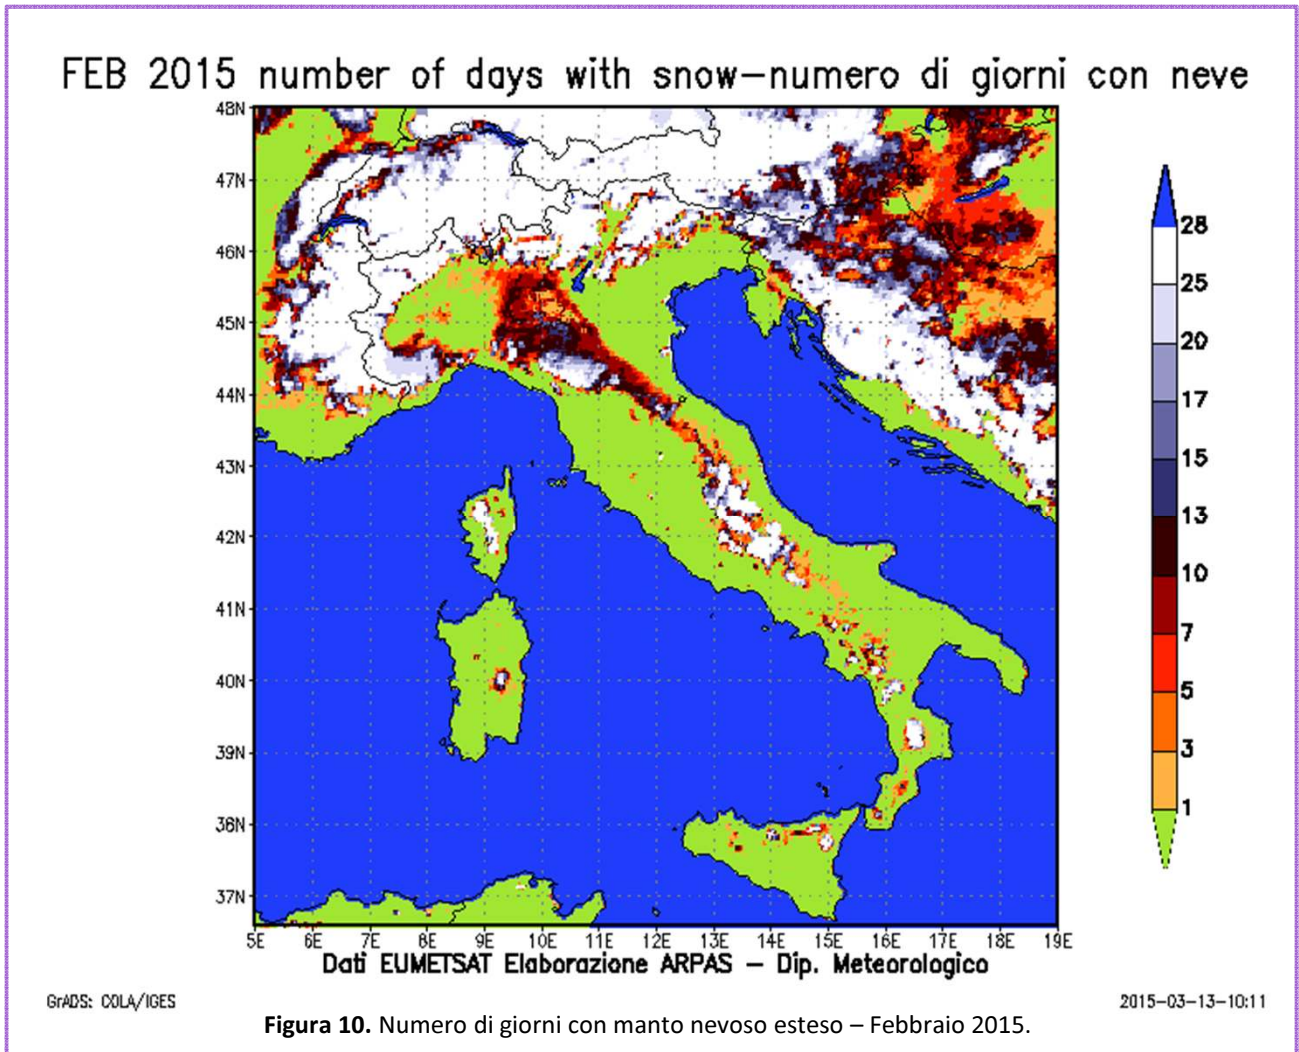 FEB 2015 number of days with snow-numero di giorni con neve
48N
47N
46N
45N
44N
43N
42N
41N
40N
39N
38N
37N
5E 6E 7E 8E 9E 10E 11E 12E 13E 14E 15E 16E 17E 18E 19E
28
25
20
17
15
13
10
7
5
3
1
Dati EUMETSAT Elaborazione ARPAS – Dip. Meteorologico
GrADS: COLA/IGES
2015-03-13-10:11
Figura 10. Numero di giorni con manto nevoso esteso – Febbraio 2015.